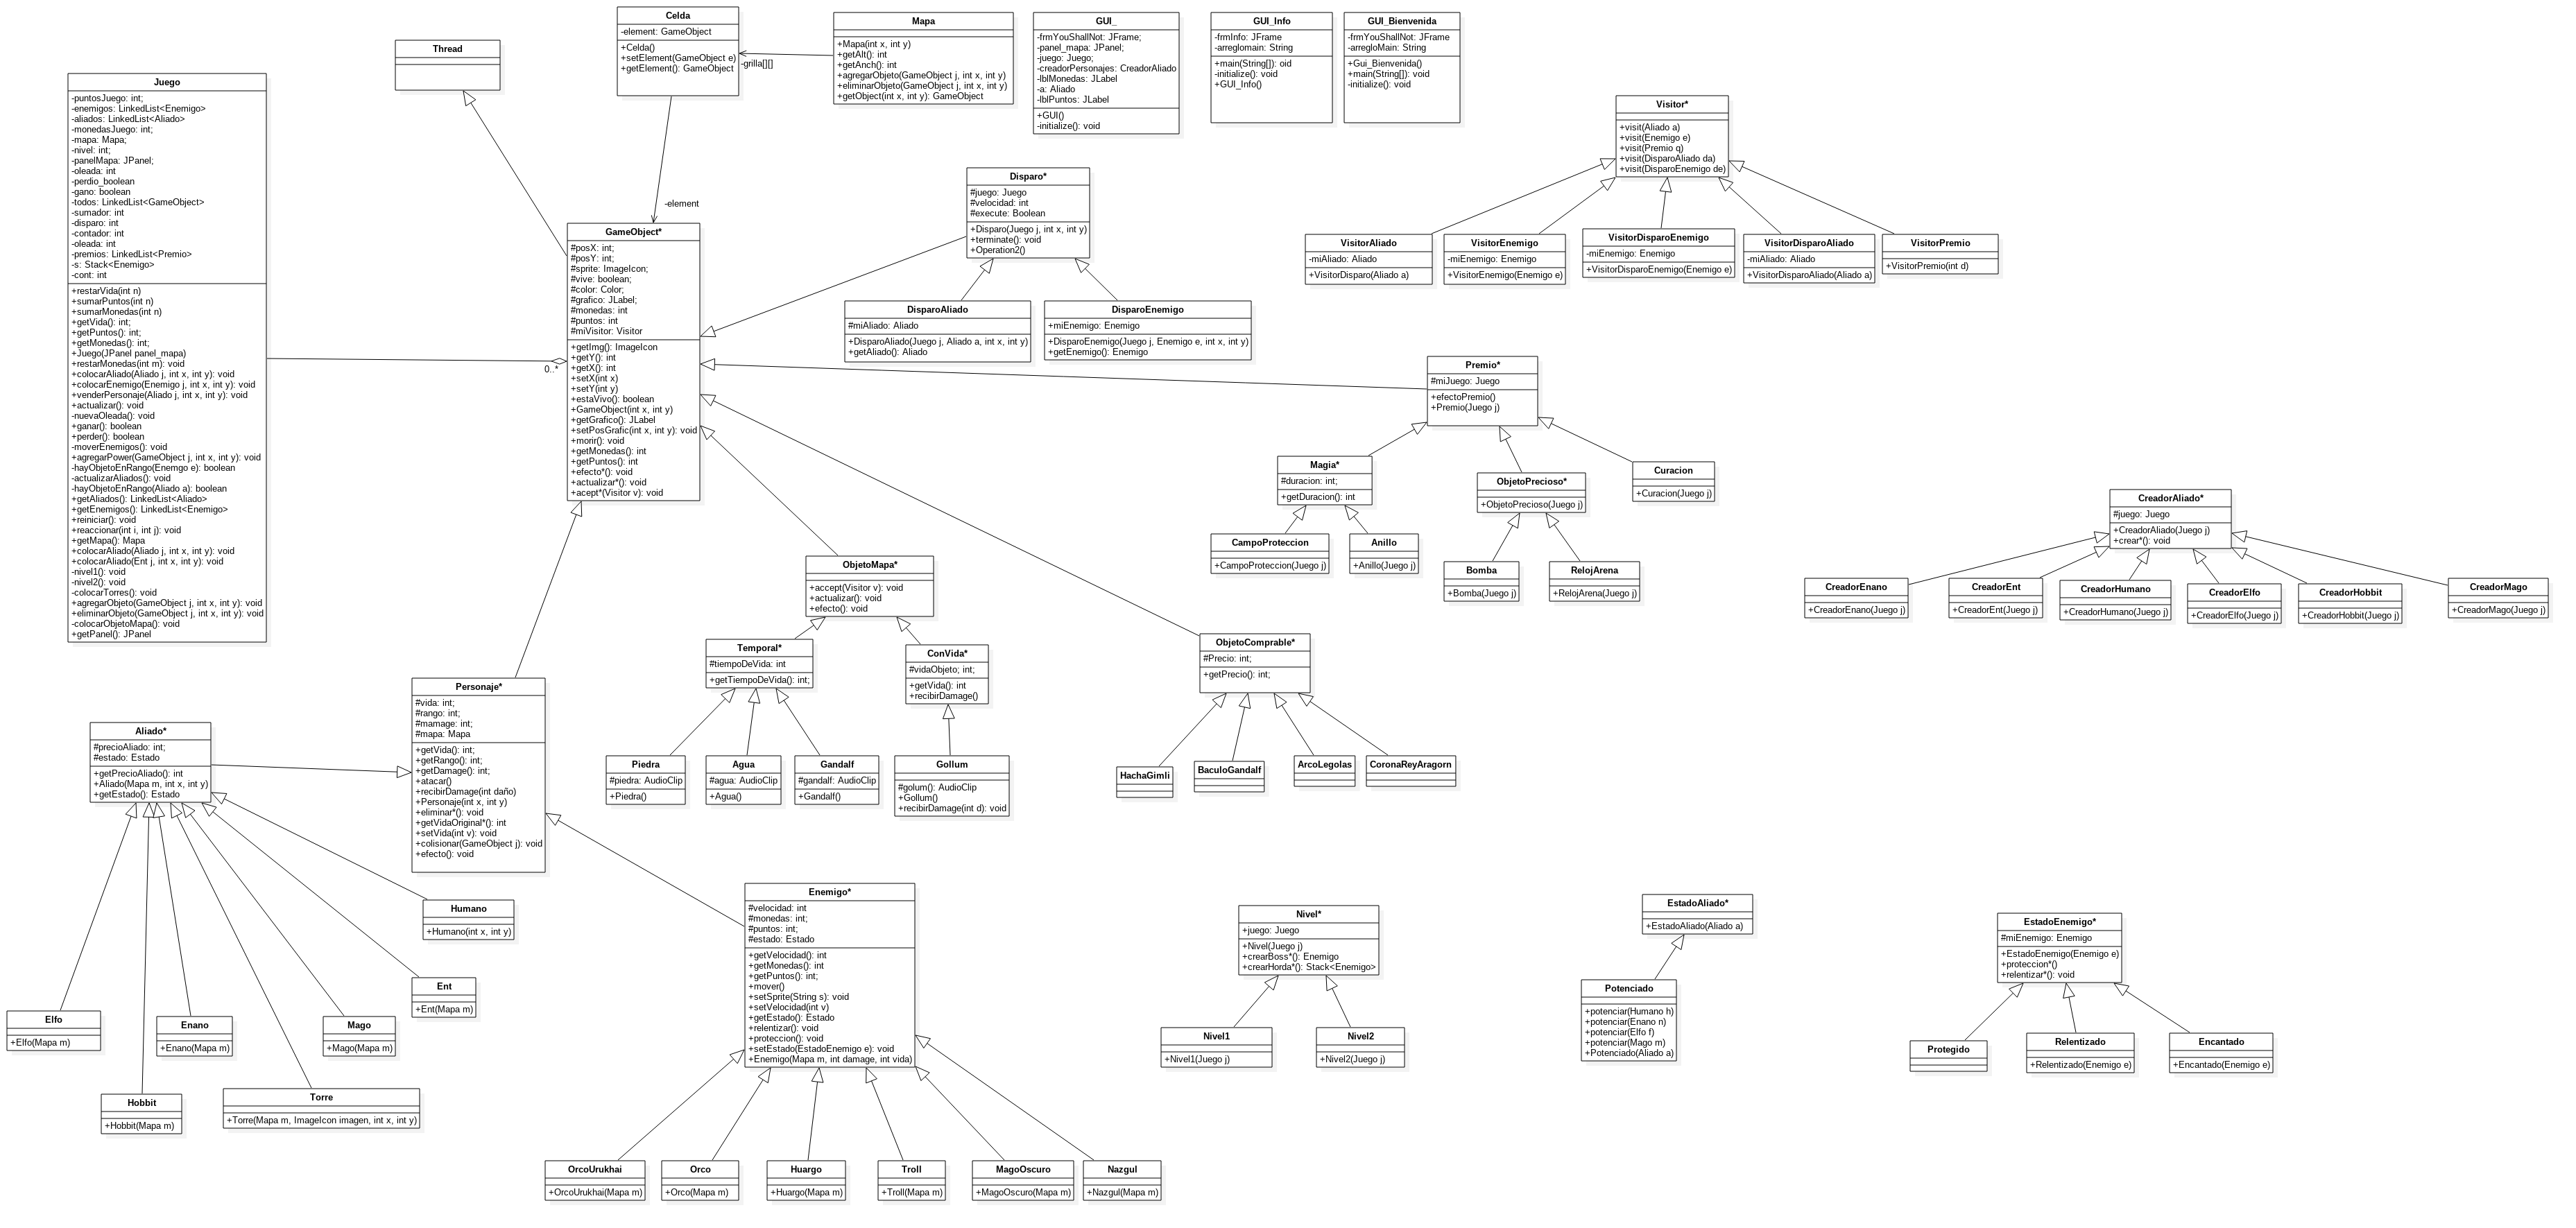 Juego
-puntosJuego: int;
-enemigos: LinkedList<Enemigo>
-aliados: LinkedList<Aliado>
-monedasJuego: int;
-mapa: Mapa;
-nivel: int;
-panelMapa: JPanel;
-oleada: int
-perdio_boolean
-gano: boolean
-todos: LinkedList<GameObject>
-sumador: int
-disparo: int
-contador: int
-oleada: int
-premios: LinkedList<Premio>
-s: Stack<Enemigo>
-cont: int
+restarVida(int n)
+sumarPuntos(int n)
+sumarMonedas(int n)
+getVida(): int;
+getPuntos(): int;
+getMonedas(): int;
+Juego(JPanel panel_mapa)
+restarMonedas(int m): void
+colocarAliado(Aliado j, int x, int y): void
+colocarEnemigo(Enemigo j, int x, int y): void
+venderPersonaje(Aliado j, int x, int y): void
+actualizar(): void
-nuevaOleada(): void
+ganar(): boolean
+perder(): boolean
-moverEnemigos(): void
+agregarPower(GameObject j, int x, int y): void
-hayObjetoEnRango(Enemgo e): boolean
-actualizarAliados(): void
-hayObjetoEnRango(Aliado a): boolean
+getAliados(): LinkedList<Aliado>
+getEnemigos(): LinkedList<Enemigo>
+reiniciar(): void
+reaccionar(int i, int j): void
+getMapa(): Mapa
+colocarAliado(Aliado j, int x, int y): void
+colocarAliado(Ent j, int x, int y): void
-nivel1(): void
-nivel2(): void
-colocarTorres(): void
+agregarObjeto(GameObject j, int x, int y): void
+eliminarObjeto(GameObject j, int x, int y): void
-colocarObjetoMapa(): void
+getPanel(): JPanel
Thread
Celda
-element: GameObject
+Celda()
+setElement(GameObject e)
+getElement(): GameObject
-grilla[][]
Mapa
+Mapa(int x, int y)
+getAlt(): int
+getAnch(): int
+agregarObjeto(GameObject j, int x, int y)
+eliminarObjeto(GameObject j, int x, int y)
+getObject(int x, int y): GameObject
GUI_
-frmYouShallNot: JFrame;
-panel_mapa: JPanel;
-juego: Juego;
-creadorPersonajes: CreadorAliado
-lblMonedas: JLabel
-a: Aliado
-lblPuntos: JLabel
+GUI()
-initialize(): void
GUI_Info
-frmInfo: JFrame
-arreglomain: String
+main(String[]): oid
-initialize(): void
+GUI_Info()
GUI_Bienvenida
-frmYouShallNot: JFrame
-arregloMain: String
+Gui_Bienvenida()
+main(String[]): void
-initialize(): void
Visitor*
+visit(Aliado a)
+visit(Enemigo e)
+visit(Premio q)
+visit(DisparoAliado da)
+visit(DisparoEnemigo de)
VisitorAliado
-miAliado: Aliado
+VisitorDisparo(Aliado a)
VisitorEnemigo
-miEnemigo: Enemigo
+VisitorEnemigo(Enemigo e)
VisitorDisparoEnemigo
-miEnemigo: Enemigo
+VisitorDisparoEnemigo(Enemigo e)
VisitorDisparoAliado
-miAliado: Aliado
+VisitorDisparoAliado(Aliado a)
VisitorPremio
+VisitorPremio(int d)
-element
0..*
GameObject*
#posX: int;
#posY: int;
#sprite: ImageIcon;
#vive: boolean;
#color: Color;
#grafico: JLabel;
#monedas: int
#puntos: int
#miVisitor: Visitor
+getImg(): ImageIcon
+getY(): int
+getX(): int
+setX(int x)
+setY(int y)
+estaVivo(): boolean
+GameObject(int x, int y)
+getGrafico(): JLabel
+setPosGrafic(int x, int y): void
+morir(): void
+getMonedas(): int
+getPuntos(): int
+efecto*(): void
+actualizar*(): void
+acept*(Visitor v): void
Disparo*
#juego: Juego
#velocidad: int
#execute: Boolean
+Disparo(Juego j, int x, int y)
+terminate(): void
+Operation2()
DisparoAliado
#miAliado: Aliado
+DisparoAliado(Juego j, Aliado a, int x, int y)
+getAliado(): Aliado
DisparoEnemigo
+miEnemigo: Enemigo
+DisparoEnemigo(Juego j, Enemigo e, int x, int y)
+getEnemigo(): Enemigo
Premio*
#miJuego: Juego
+efectoPremio()
+Premio(Juego j)
Magia*
#duracion: int;
+getDuracion(): int
ObjetoPrecioso*
+ObjetoPrecioso(Juego j)
Curacion
+Curacion(Juego j)
CampoProteccion
+CampoProteccion(Juego j)
Anillo
+Anillo(Juego j)
Bomba
+Bomba(Juego j)
RelojArena
+RelojArena(Juego j)
CreadorAliado*
#juego: Juego
+CreadorAliado(Juego j)
+crear*(): void
CreadorEnano
+CreadorEnano(Juego j)
CreadorEnt
+CreadorEnt(Juego j)
CreadorHumano
+CreadorHumano(Juego j)
CreadorElfo
+CreadorElfo(Juego j)
CreadorHobbit
+CreadorHobbit(Juego j)
CreadorMago
+CreadorMago(Juego j)
ObjetoMapa*
+accept(Visitor v): void
+actualizar(): void
+efecto(): void
Temporal*
#tiempoDeVida: int
+getTiempoDeVida(): int;
ConVida*
#vidaObjeto; int;
+getVida(): int
+recibirDamage()
Piedra
#piedra: AudioClip
+Piedra()
Agua
#agua: AudioClip
+Agua()
Gandalf
#gandalf: AudioClip
+Gandalf()
Gollum
#golum(): AudioClip
+Gollum()
+recibirDamage(int d): void
ObjetoComprable*
#Precio: int;
+getPrecio(): int;
HachaGimli
BaculoGandalf
ArcoLegolas
CoronaReyAragorn
Personaje*
#vida: int;
#rango: int;
#mamage: int;
#mapa: Mapa
+getVida(): int;
+getRango(): int;
+getDamage(): int;
+atacar()
+recibirDamage(int daño)
+Personaje(int x, int y)
+eliminar*(): void
+getVidaOriginal*(): int
+setVida(int v): void
+colisionar(GameObject j): void
+efecto(): void
Aliado*
#precioAliado: int;
#estado: Estado
+getPrecioAliado(): int
+Aliado(Mapa m, int x, int y)
+getEstado(): Estado
Humano
+Humano(int x, int y)
Ent
+Ent(Mapa m)
Elfo
+Elfo(Mapa m)
Enano
+Enano(Mapa m)
Mago
+Mago(Mapa m)
Hobbit
+Hobbit(Mapa m)
Torre
+Torre(Mapa m, ImageIcon imagen, int x, int y)
Enemigo*
#velocidad: int
#monedas: int;
#puntos: int;
#estado: Estado
+getVelocidad(): int
+getMonedas(): int
+getPuntos(): int;
+mover()
+setSprite(String s): void
+setVelocidad(int v)
+getEstado(): Estado
+relentizar(): void
+proteccion(): void
+setEstado(EstadoEnemigo e): void
+Enemigo(Mapa m, int damage, int vida)
OrcoUrukhai
+OrcoUrukhai(Mapa m)
Orco
+Orco(Mapa m)
Huargo
+Huargo(Mapa m)
Troll
+Troll(Mapa m)
MagoOscuro
+MagoOscuro(Mapa m)
Nazgul
+Nazgul(Mapa m)
Nivel*
+juego: Juego
+Nivel(Juego j)
+crearBoss*(): Enemigo
+crearHorda*(): Stack<Enemigo>
Nivel1
+Nivel1(Juego j)
Nivel2
+Nivel2(Juego j)
EstadoAliado*
+EstadoAliado(Aliado a)
Potenciado
+potenciar(Humano h)
+potenciar(Enano n)
+potenciar(Elfo f)
+potenciar(Mago m)
+Potenciado(Aliado a)
EstadoEnemigo*
#miEnemigo: Enemigo
+EstadoEnemigo(Enemigo e)
+proteccion*()
+relentizar*(): void
Protegido
Relentizado
+Relentizado(Enemigo e)
Encantado
+Encantado(Enemigo e)